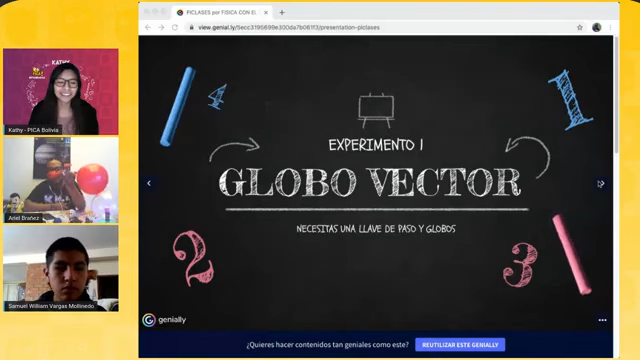 PICLASES por FISICA CON EL
view.genial.ly/5ecc3195699e300da7b061f3/presentation-piclases
KATHY
Kathy - PICA Bolivia
Ariel Brañez
Samuel William Vargas Mollinedo
4
1
EXPERIMENTO 1
GLOBO VECTOR
NECESITAS UNA LLAVE DE PASO Y GLOBOS
2
3
genially
¿Quieres hacer contenidos tan geniales como este?
REUTILIZAR ESTE GENIALLY